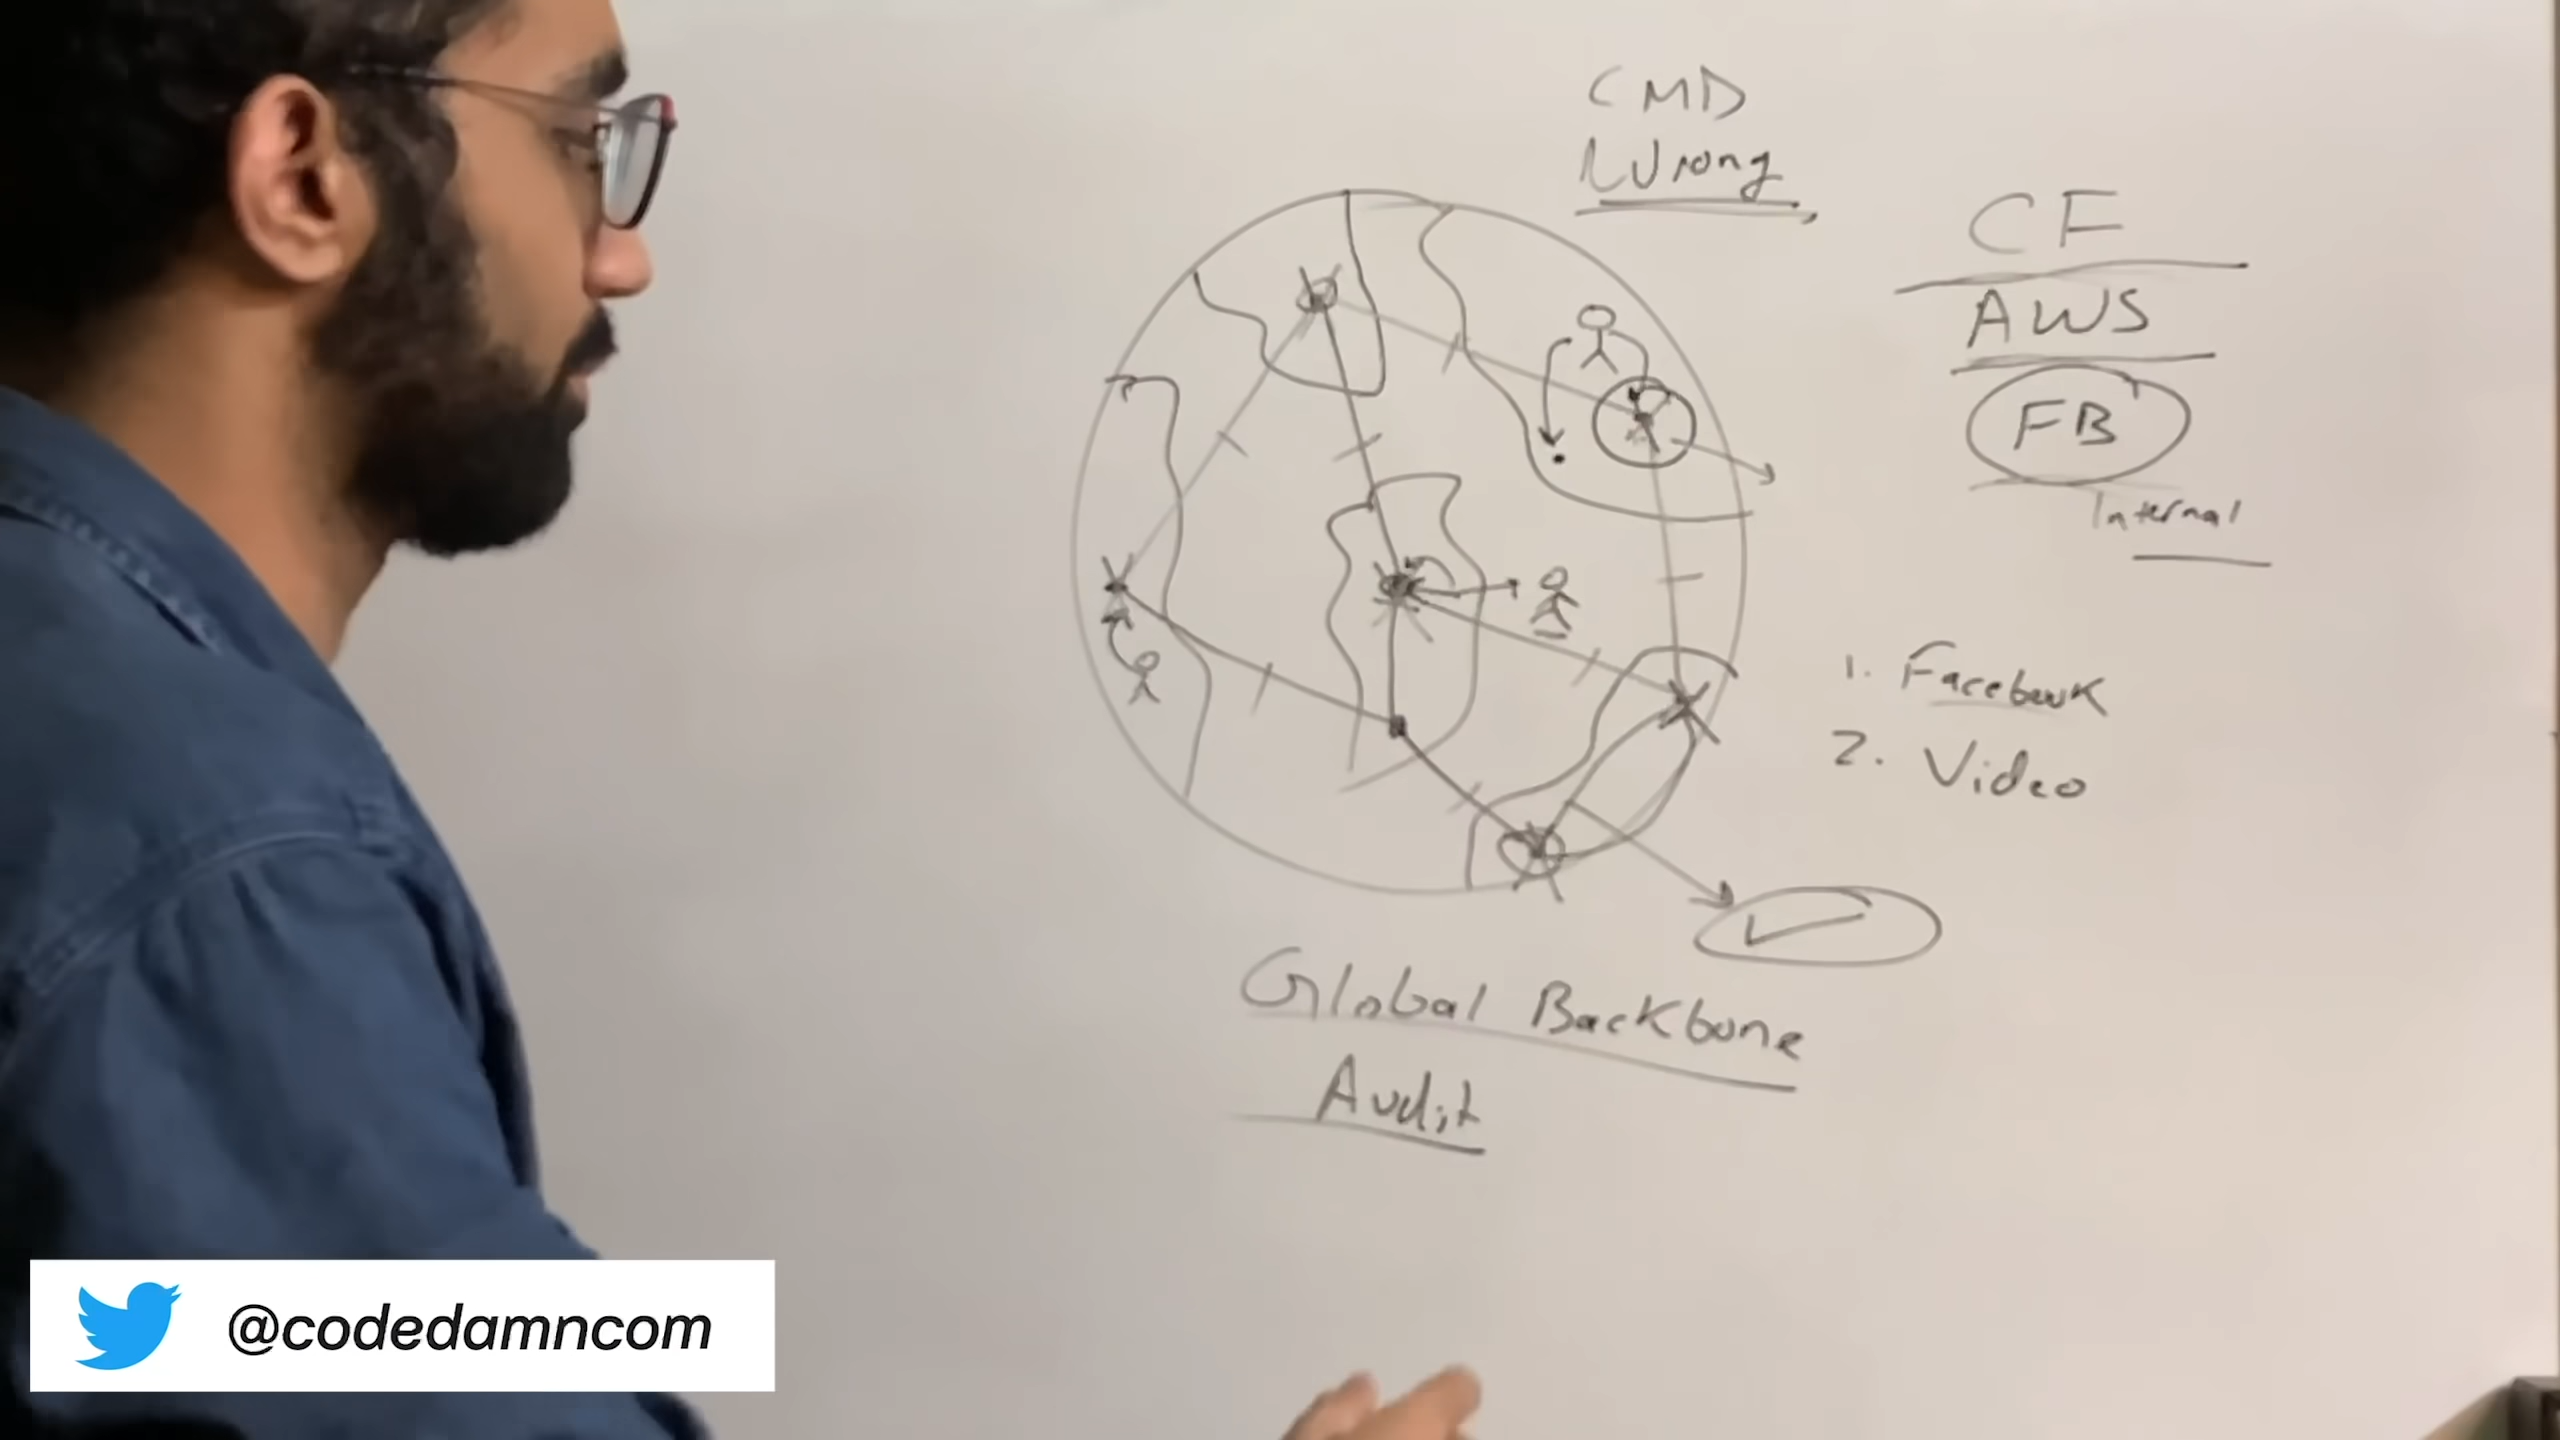 CMD
Wrong
CF
AWS
FB
Internal
1. Facebook
2. Video
Global Backbone
Audit
@codedamncom